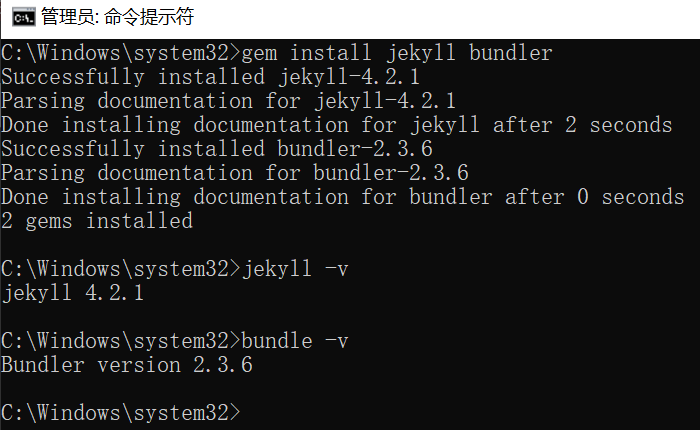 管理员: 命令提示符
C:\Windows\system32>gem install jekyll bundler
Successfully installed jekyll-4.2.1
Parsing documentation for jekyll-4.2.1
Done installing documentation for jekyll after 2 seconds
Successfully installed bundler-2.3.6
Parsing documentation for bundler-2.3.6
Done installing documentation for bundler after 0 seconds
2 gems installed
C:\Windows\system32>jekyll -v
jekyll 4.2.1
C:\Windows\system32>bundle -v
Bundler version 2.3.6
C:\Windows\system32>